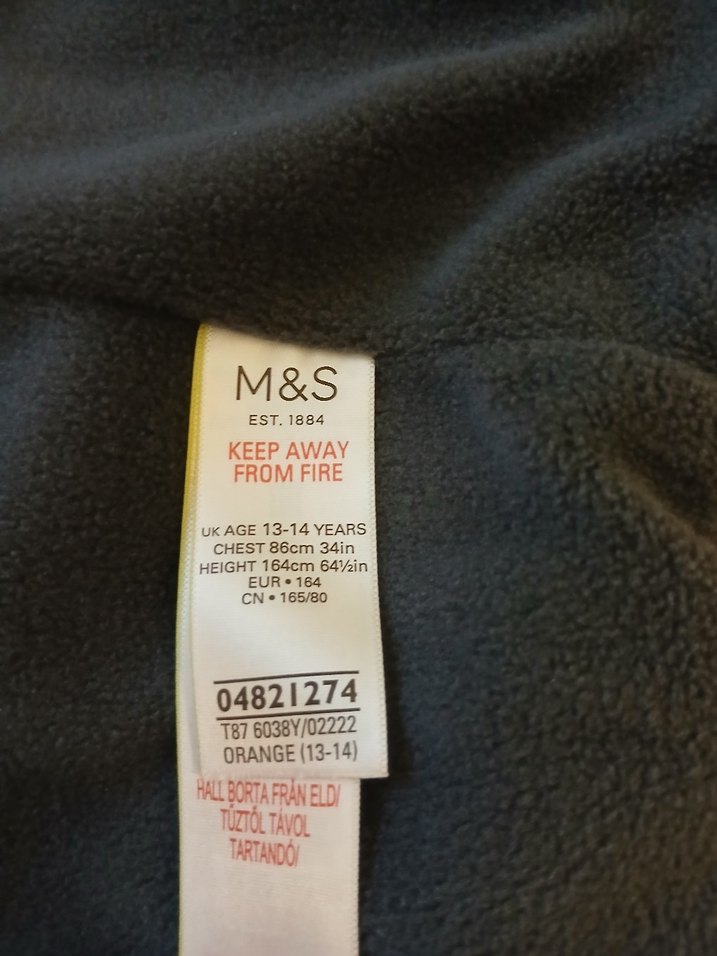 M&S
EST. 1884
KEEP AWAY
FROM FIRE
UK AGE 13-14 YEARS
CHEST 86cm 34in
HEIGHT 164cm 64½in
EUR • 164
CN • 165/80
04821274
T87 6038Y/02222
ORANGE (13-14)
HALL BORTA FRÅN ELD/
TŰZTŐL TÁVOL
TARTANDÓ/